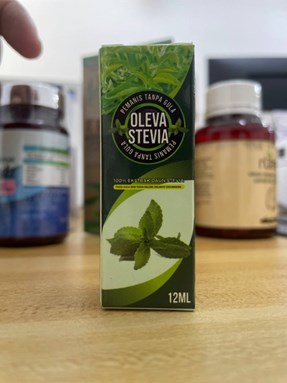 PEMANIS TANPA GULA
OLEVA
STEVIA
PEMANIS TANPA GULA
100% EKSTRAK DAUN STEVIA
12ML